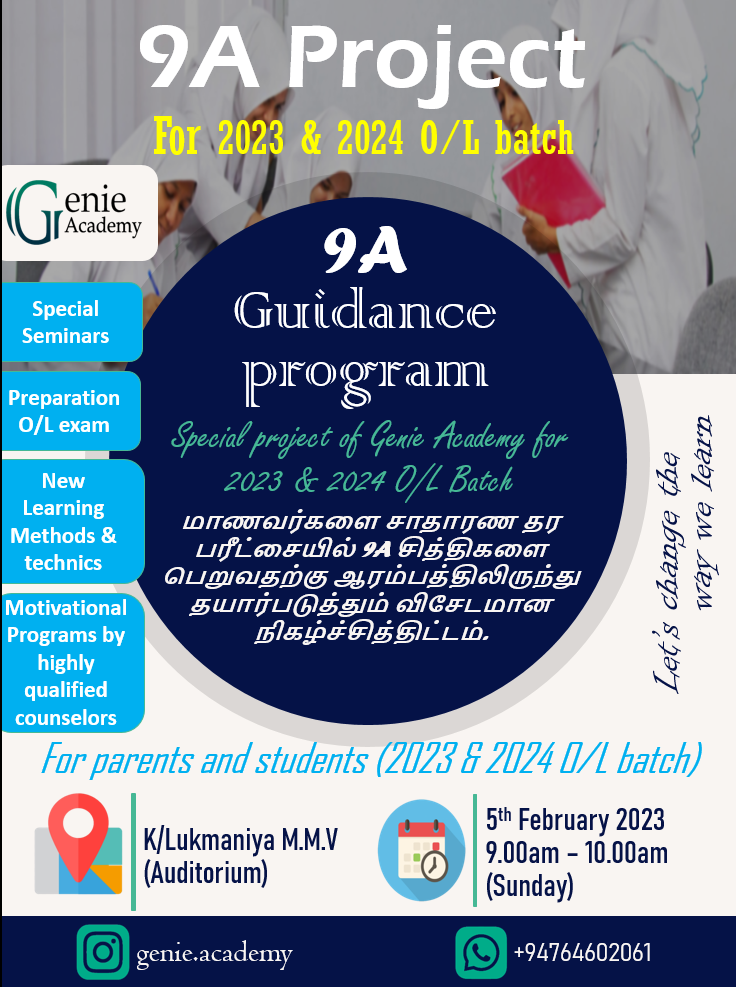 9A Project
For 2023 & 2024 O/L batch
Genie
Academy
Special
Seminars
Preparation
O/L exam
New
Learning
Methods &
technics
Motivational
Programs by
highly
qualified
counselors
9A
Guidance
program
Special project of Genie Academy for
2023 & 2024 O/L Batch
மாணவர்களை சாதாரண தர
பரீட்சையில் 9A சித்திகளை
பெறுவதற்கு ஆரம்பத்திலிருந்து
தயார்படுத்தும் விசேடமான
நிகழ்ச்சித்திட்டம்.
Let's change the
way we learn
For parents and students (2023 & 2024 O/L batch)
K/Lukmaniya M.M.V
(Auditorium)
5th February 2023
9.00am – 10.00am
(Sunday)
genie.academy
+94764602061